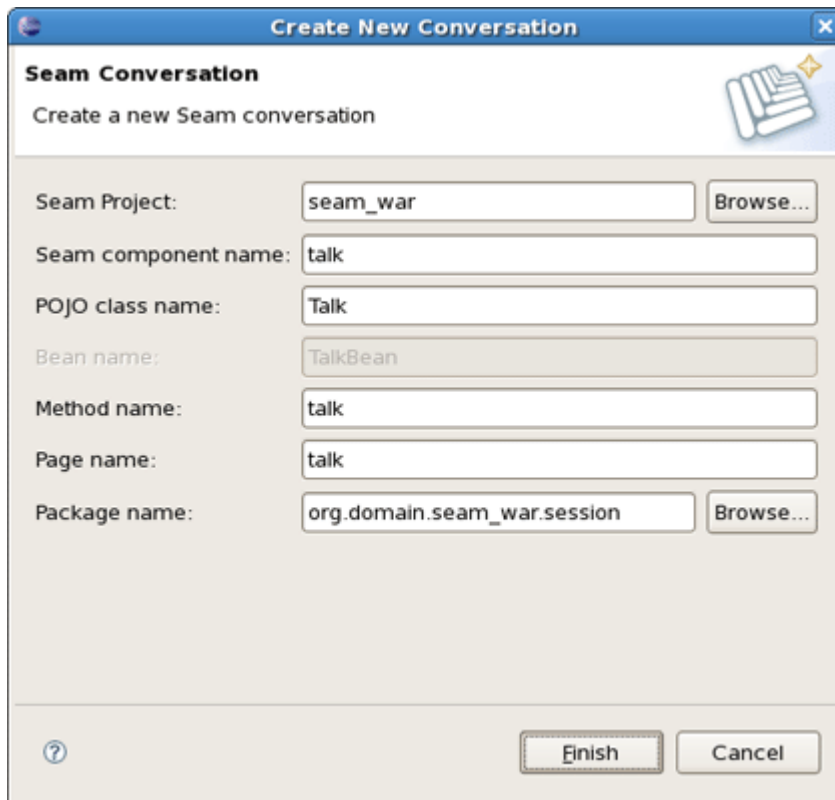 Create New Conversation
Seam Conversation
Create a new Seam conversation
Seam Project: seam_war Browse...
Seam component name: talk
POJO class name: Talk
Bean name: TalkBean
Method name: talk
Page name: talk
Package name: org.domain.seam_war.session Browse...
? Finish Cancel